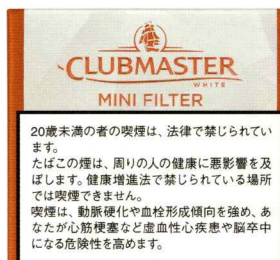 CLUBMASTER
WHITE
MINI FILTER
20歳未満の者の喫煙は、法律で禁じられてい
ます。
たばこの煙は、周りの人の健康に悪影響を及
ぼします。健康増進法で禁じられている場所
では喫煙できません。
喫煙は、動脈硬化や血栓形成傾向を強め、あ
なたが心筋梗塞など虚血性心疾患や脳卒中
になる危険性を高めます。